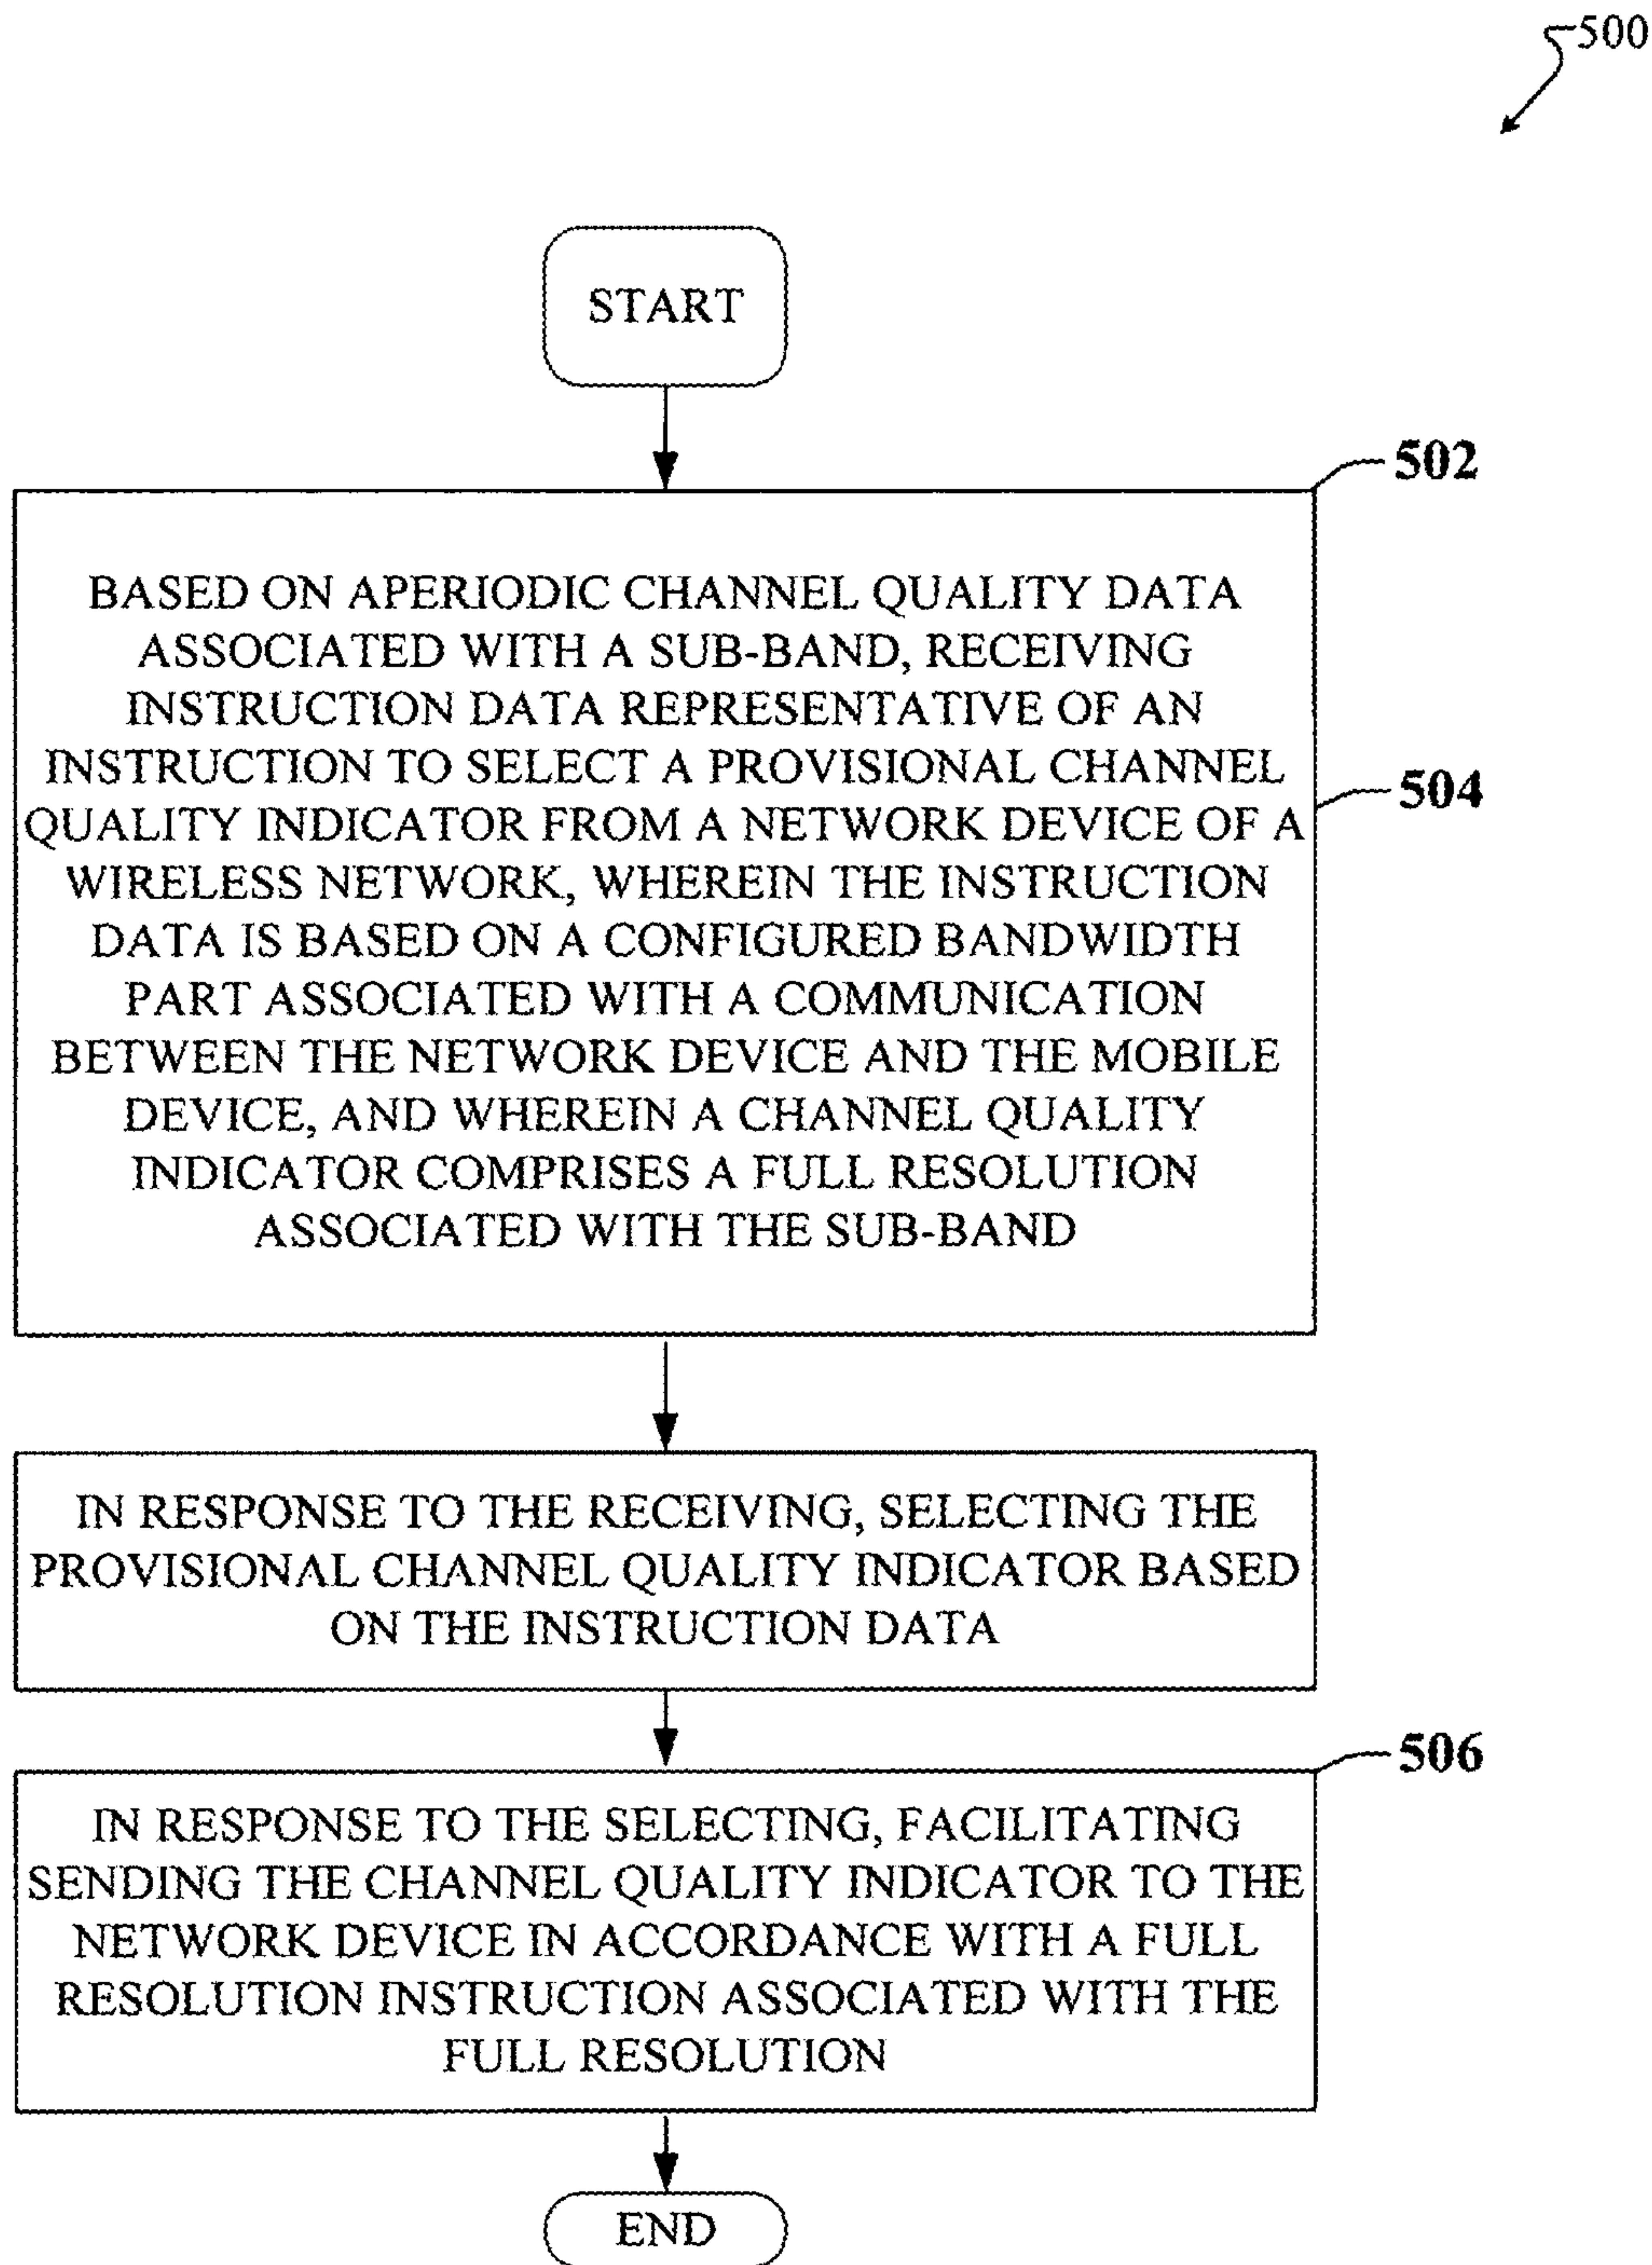 500
START
502
BASED ON APERIODIC CHANNEL QUALITY DATA
ASSOCIATED WITH A SUB-BAND, RECEIVING
INSTRUCTION DATA REPRESENTATIVE OF AN
INSTRUCTION TO SELECT A PROVISIONAL CHANNEL
504
QUALITY INDICATOR FROM A NETWORK DEVICE OF A
WIRELESS NETWORK, WHEREIN THE INSTRUCTION
DATA IS BASED ON A CONFIGURED BANDWIDTH
PART ASSOCIATED WITH A COMMUNICATION
BETWEEN THE NETWORK DEVICE AND THE MOBILE
DEVICE, AND WHEREIN A CHANNEL QUALITY
INDICATOR COMPRISES A FULL RESOLUTION
ASSOCIATED WITH THE SUB-BAND
IN RESPONSE TO THE RECEIVING, SELECTING THE
PROVISIONAL CHANNEL QUALITY INDICATOR BASED
ON THE INSTRUCTION DATA
506
IN RESPONSE TO THE SELECTING, FACILITATING
SENDING THE CHANNEL QUALITY INDICATOR TO THE
NETWORK DEVICE IN ACCORDANCE WITH A FULL
RESOLUTION INSTRUCTION ASSOCIATED WITH THE
FULL RESOLUTION
END